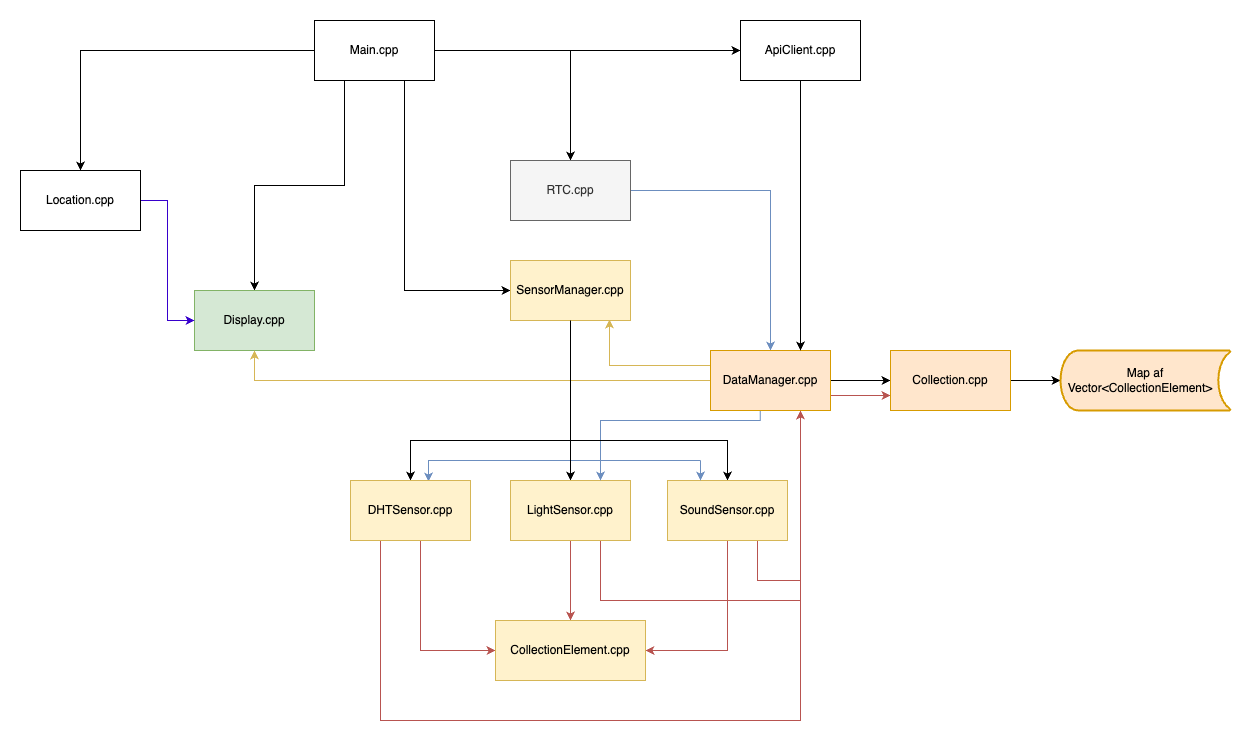 Main.cpp
ApiClient.cpp
RTC.cpp
Location.cpp
SensorManager.cpp
Display.cpp
DataManager.cpp
Collection.cpp
Map af
Vector<CollectionElement>
DHTSensor.cpp
LightSensor.cpp
SoundSensor.cpp
CollectionElement.cpp